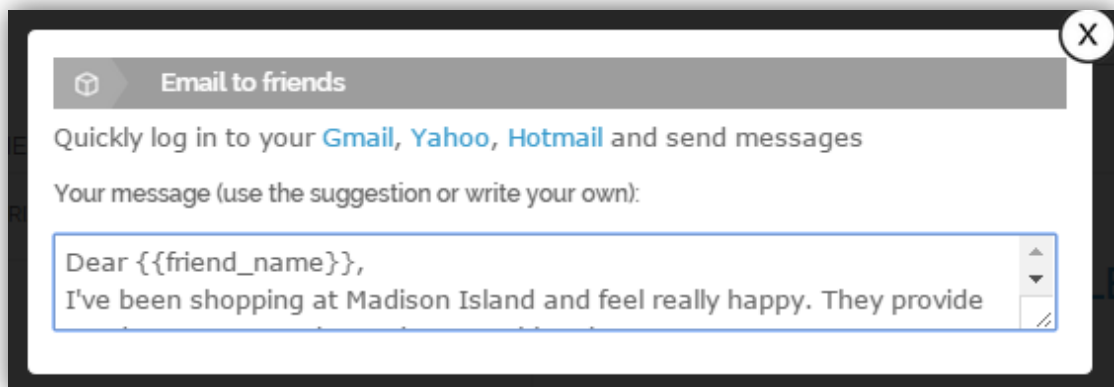 X
Email to friends
Quickly log in to your Gmail, Yahoo, Hotmail and send messages
Your message (use the suggestion or write your own):
Dear {{friend_name}},
I've been shopping at Madison Island and feel really happy. They provide